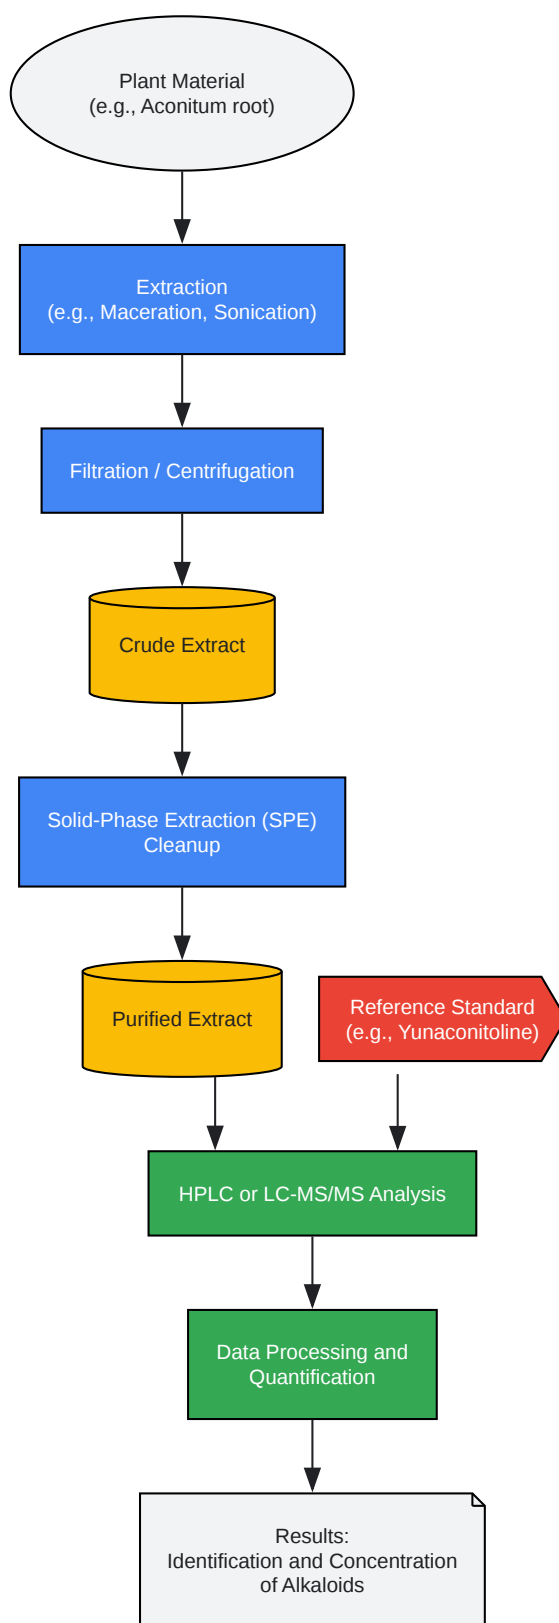 Plant Material
(e.g., Aconitum root)
Extraction
(e.g., Maceration, Sonication)
Filtration / Centrifugation
Crude Extract
Solid-Phase Extraction (SPE)
Cleanup
Purified Extract
Reference Standard
(e.g., Yunaconitoline)
HPLC or LC-MS/MS Analysis
Data Processing and
Quantification
Results:
Identification and Concentration
of Alkaloids